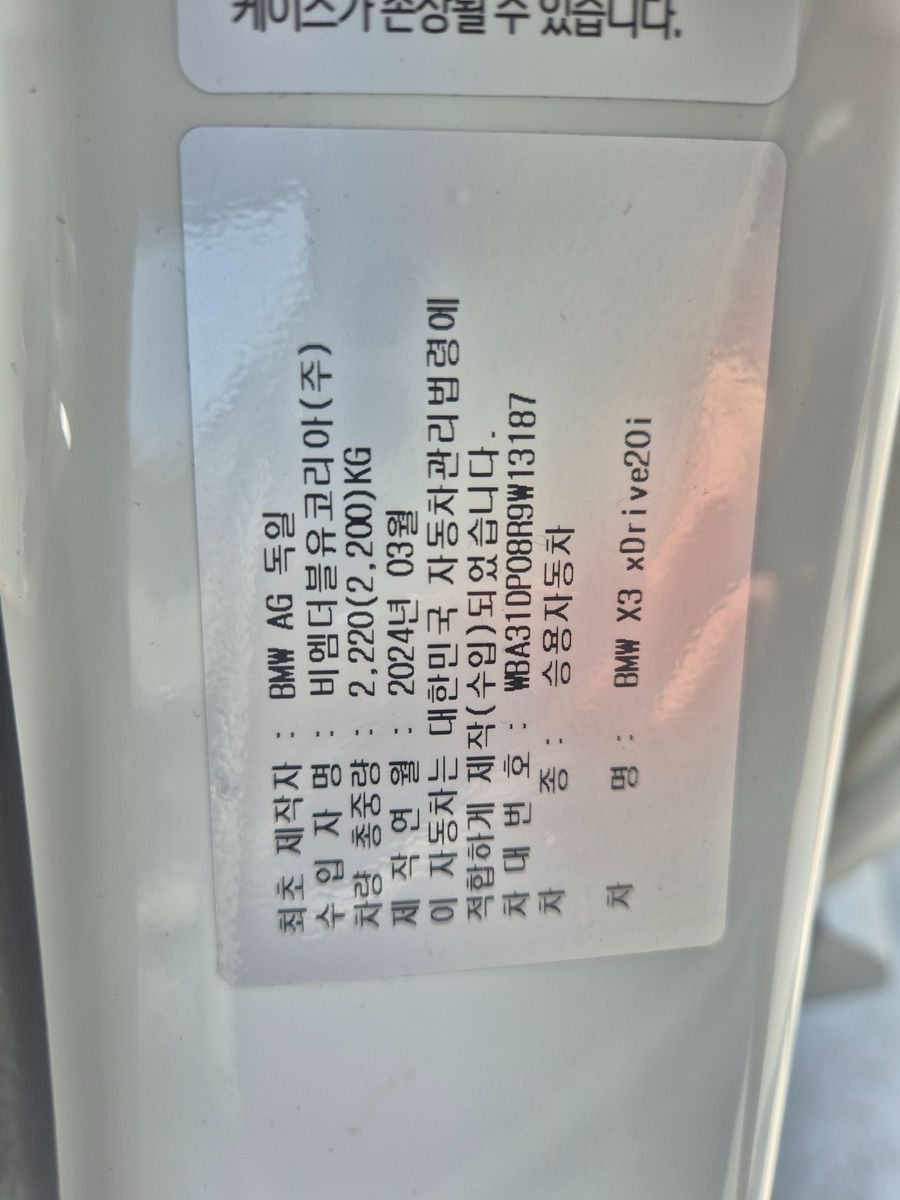 케이스가 손상될 수 있습니다.
최초 제작자 : BMW AG 독일
수 입 자 명 : 비엠더블유코리아(주)
차량 총중량 : 2,220(2,200)KG
제 작 연 월 : 2024년 03월
이 자동차는 대한민국 자동차관리법령에
적합하게 제작(수입)되었습니다.
차 대 번 호 : WBA31DP08R9W13187
차 종 : 승용자동차
차 명 : BMW X3 xDrive20i